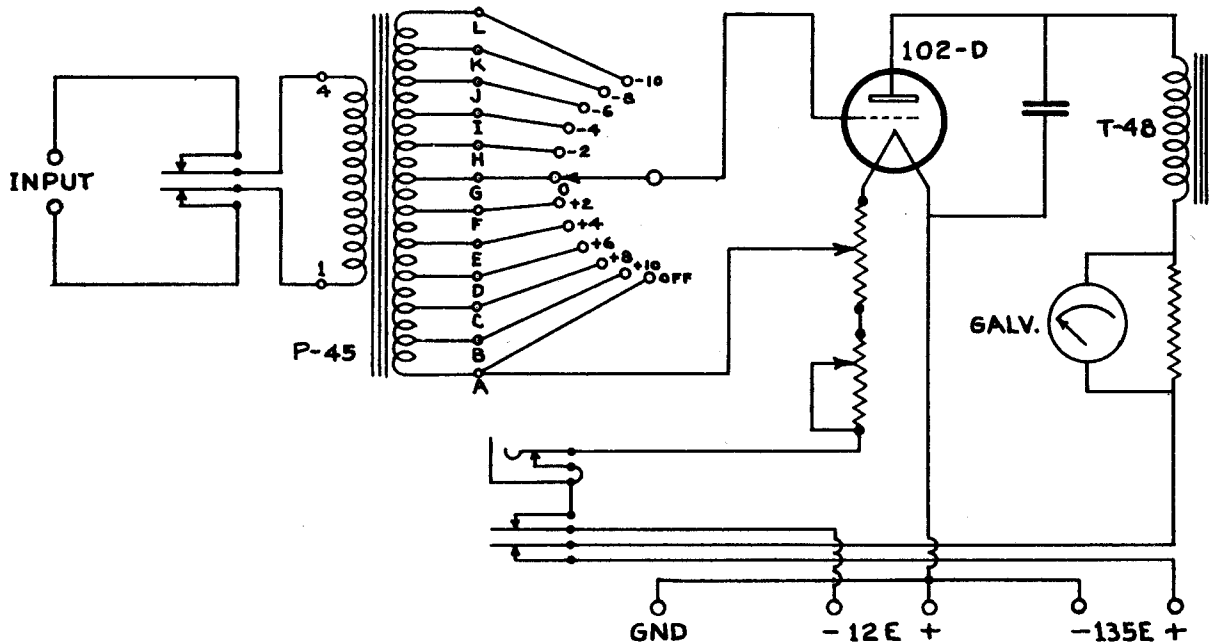 L
K
J
I
H
G
F
E
D
C
B
A
-10
-8
-6
-4
-2
0
+2
+4
+6
+8
+10
OFF
INPUT
4
1
P-45
102-D
T-48
GALV.
GND
- 12 E +
-135E +